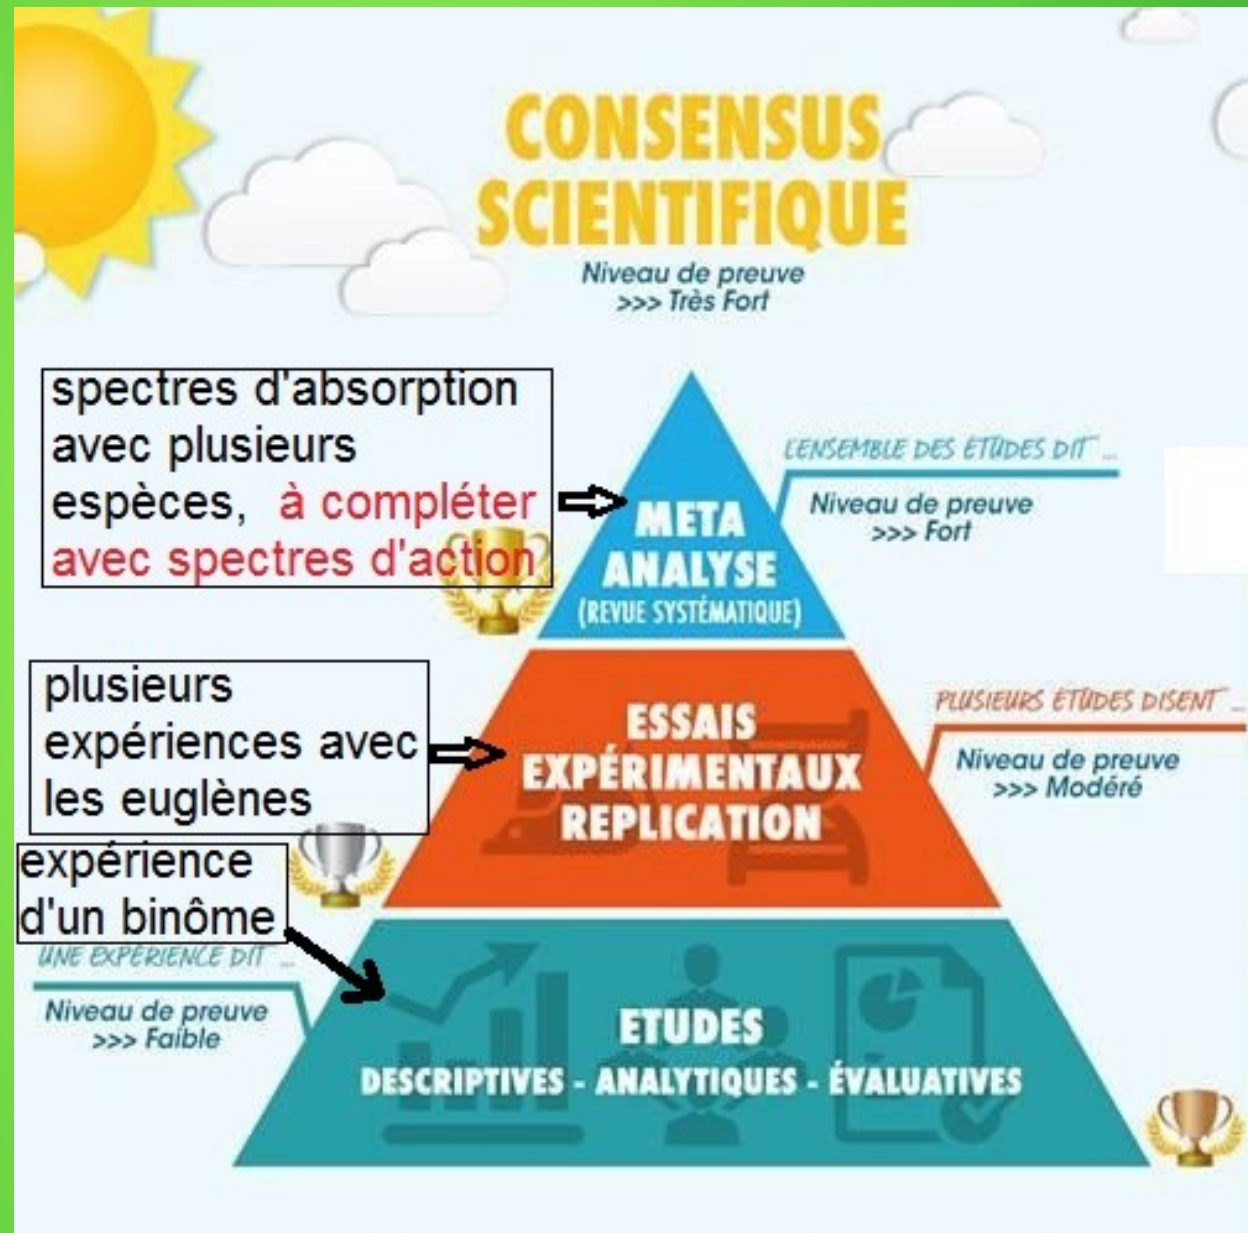 CONSENSUS
SCIENTIFIQUE
Niveau de preuve
>>> Très Fort
spectres d'absorption
avec plusieurs
espèces, à compléter
avec spectres d'action
L'ENSEMBLE DES ÉTUDES DIT ...
Niveau de preuve
>>> Fort
META
ANALYSE
(REVUE SYSTÉMATIQUE)
plusieurs
expériences avec
les euglènes
PLUSIEURS ÉTUDES DISENT ...
Niveau de preuve
>>> Modéré
ESSAIS
EXPÉRIMENTAUX
REPLICATION
expérience
d'un binôme
UNE EXPÉRIENCE DIT ...
Niveau de preuve
>>> Faible
ETUDES
DESCRIPTIVES - ANALYTIQUES - ÉVALUATIVES